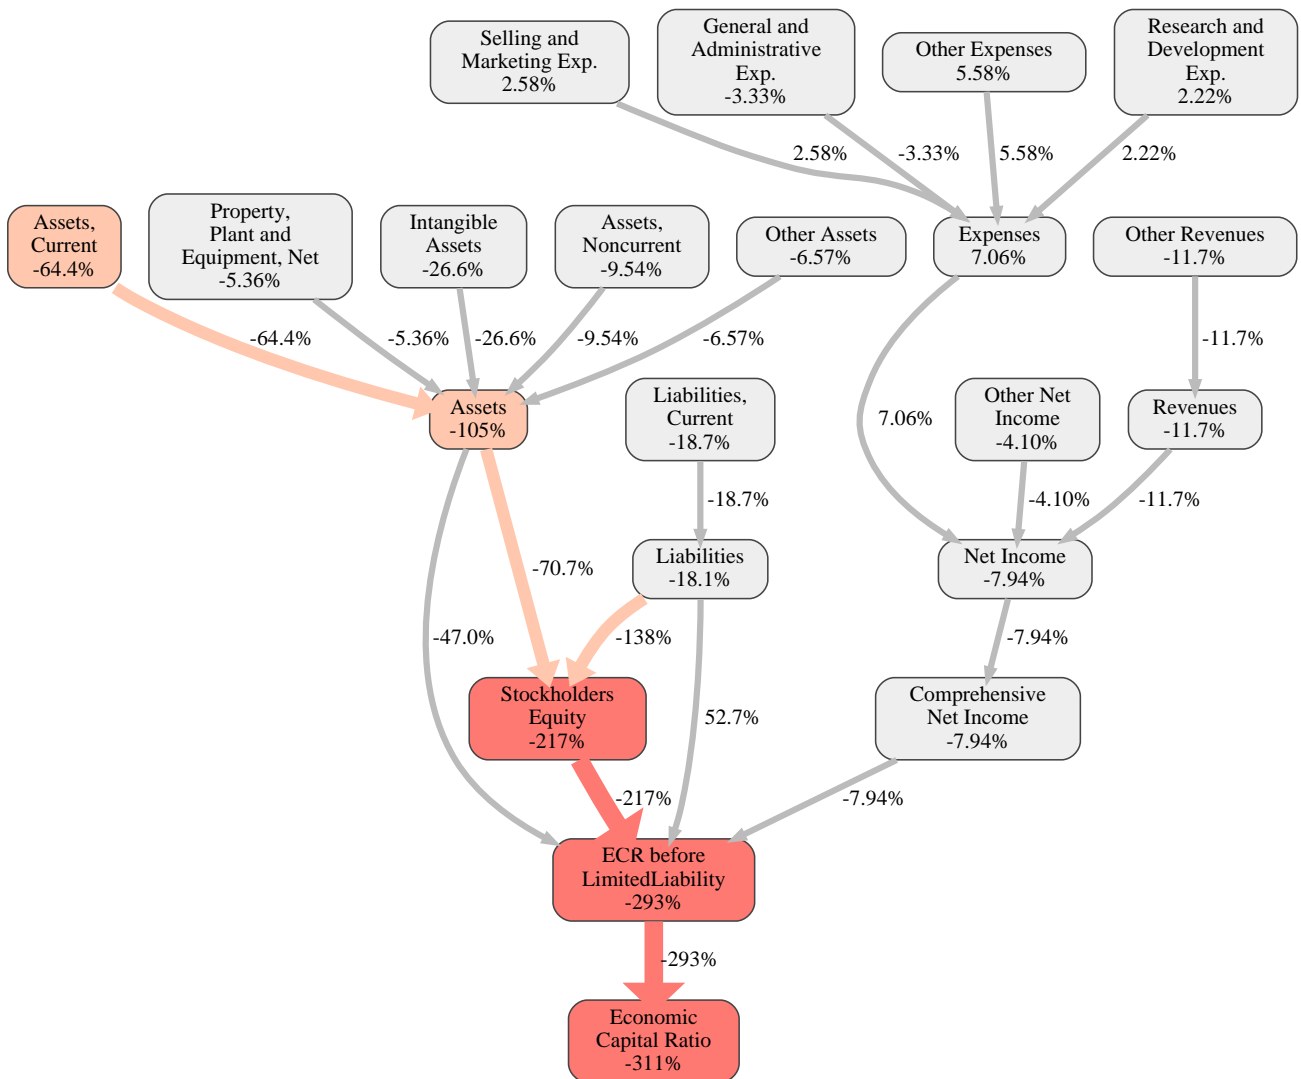 Selling and
Marketing Exp.
2.58%
General and
Administrative
Exp.
-3.33%
Other Expenses
5.58%
Research and
Development
Exp.
2.22%
2.58%
-3.33%
5.58%
2.22%
Assets,
Current
-64.4%
Property,
Plant and
Equipment, Net
-5.36%
Intangible
Assets
-26.6%
Assets,
Noncurrent
-9.54%
Other Assets
-6.57%
Expenses
7.06%
Other Revenues
-11.7%
-64.4%
-5.36%
-26.6%
-9.54%
-6.57%
-11.7%
Assets
-105%
Liabilities,
Current
-18.7%
7.06%
Other Net
Income
-4.10%
Revenues
-11.7%
-18.7%
-4.10%
-11.7%
-70.7%
Liabilities
-18.1%
Net Income
-7.94%
-47.0%
-138%
-7.94%
Stockholders
Equity
-217%
52.7%
Comprehensive
Net Income
-7.94%
-217%
-7.94%
ECR before
LimitedLiability
-293%
-293%
Economic
Capital Ratio
-311%